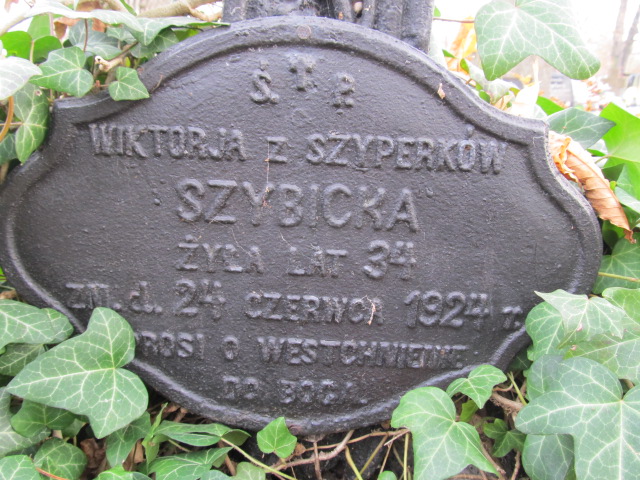 Ś. † P.
WIKTORJA Z SZYPERKÓW
SZYBICKA
ŻYŁA LAT 34
ZM. d. 24 CZERWCA 1924 r.
PROSI O WESTCHNIENIE
DO BOGA.